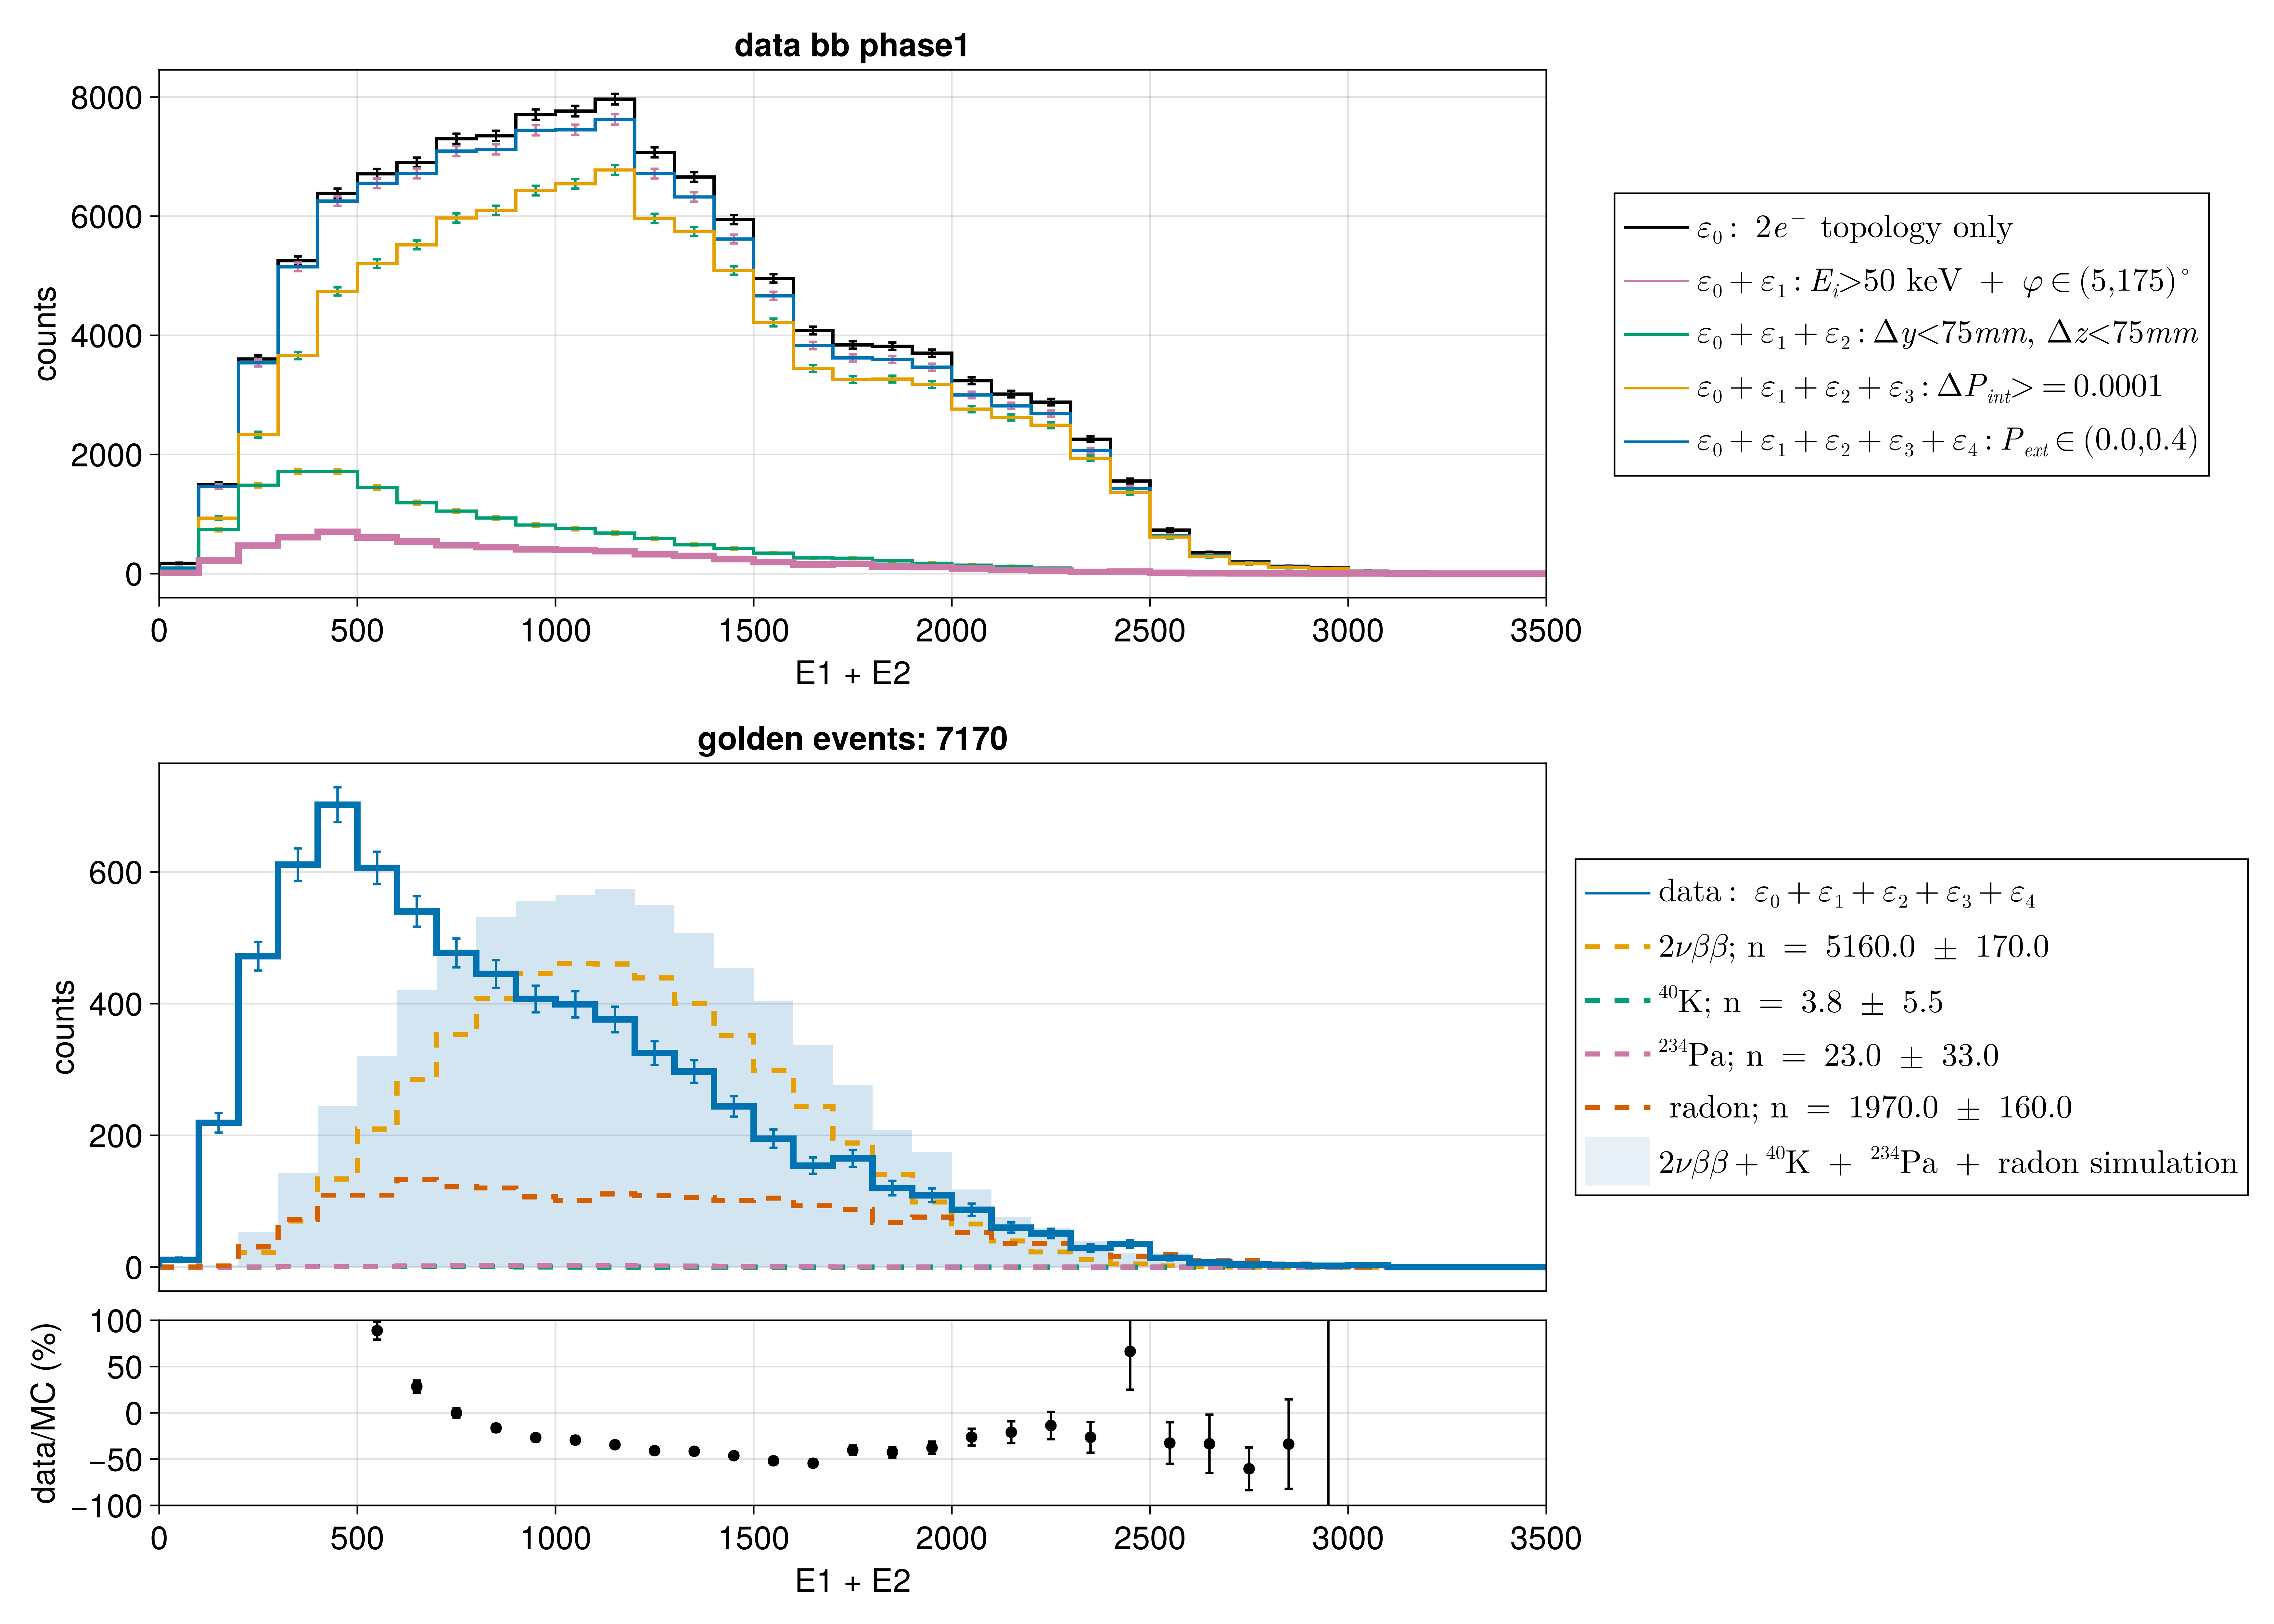 data bb phase1
8000
6000
4000
2000
0
counts
0 500 1000 1500 2000 2500 3000 3500
E1 + E2
ε₀ : 2e⁻ topology only
ε₀ + ε₁ : Eᵢ>50 keV + φ ∈ (5,175)°
ε₀ + ε₁ + ε₂ : Δy<75mm, Δz<75mm
ε₀ + ε₁ + ε₂ + ε₃ : ΔP_int> = 0.0001
ε₀ + ε₁ + ε₂ + ε₃ + ε₄ : P_ext ∈ (0.0,0.4)
golden events: 7170
600
400
200
0
counts
data : ε₀ + ε₁ + ε₂ + ε₃ + ε₄
2νββ; n = 5160.0 ± 170.0
⁴⁰K; n = 3.8 ± 5.5
²³⁴Pa; n = 23.0 ± 33.0
radon; n = 1970.0 ± 160.0
2νββ + ⁴⁰K + ²³⁴Pa + radon simulation
100
50
0
−50
−100
data/MC (%)
0 500 1000 1500 2000 2500 3000 3500
E1 + E2